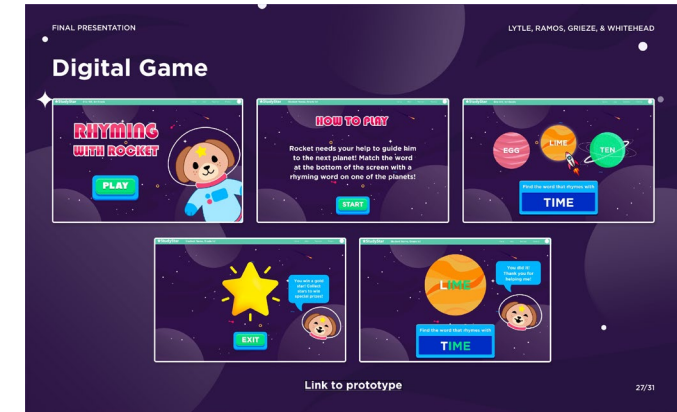 FINAL PRESENTATION
LYTLE, RAMOS, GRIEZE, & WHITEHEAD
Digital Game
RHYMING
WITH ROCKET
PLAY
HOW TO PLAY
Rocket needs your help to guide him
to the next planet! Match the word
at the bottom of the screen with a
rhyming word on one of the planets!
START
EGG
LIME
TEN
Find the word that rhymes with
TIME
You win a gold
star! Collect
stars to win
special prizes!
EXIT
LIME
You did it!
Thank you for
helping me!
Find the word that rhymes with
TIME
Link to prototype
27/31